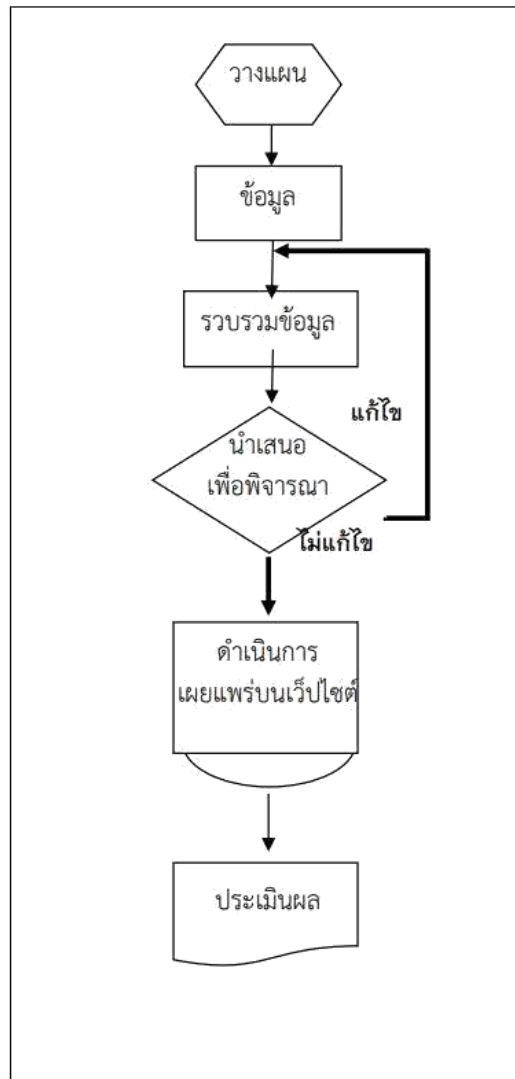 วางแผน
ข้อมูล
รวบรวมข้อมูล
นำเสนอ
เพื่อพิจารณา
แก้ไข
ไม่แก้ไข
ดำเนินการ
เผยแพร่บนเว็ปไซต์
ประเมินผล